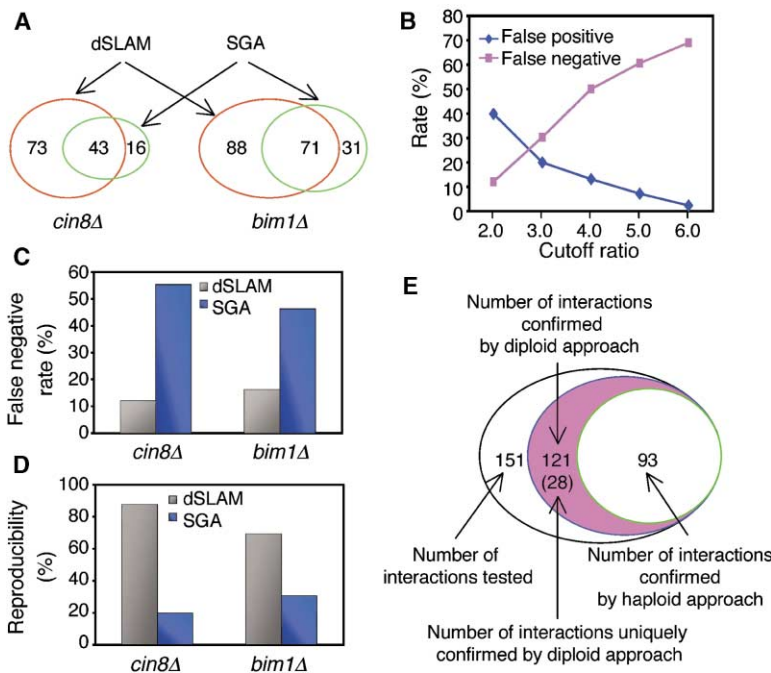 A
dSLAM
SGA
73
43
16
88
71
31
cin8Δ
bim1Δ
B
80
70
60
50
40
30
20
10
0
Rate (%)
False positive
False negative
2.0
3.0
4.0
5.0
6.0
Cutoff ratio
C
60
50
40
30
20
10
0
False negative
rate (%)
dSLAM
SGA
cin8Δ
bim1Δ
D
100
80
60
40
20
0
Reproducibility
(%)
dSLAM
SGA
cin8Δ
bim1Δ
E
Number of interactions
confirmed
by diploid approach
151
121
(28)
93
Number of
interactions tested
Number of interactions
confirmed
by haploid approach
Number of interactions uniquely
confirmed by diploid approach